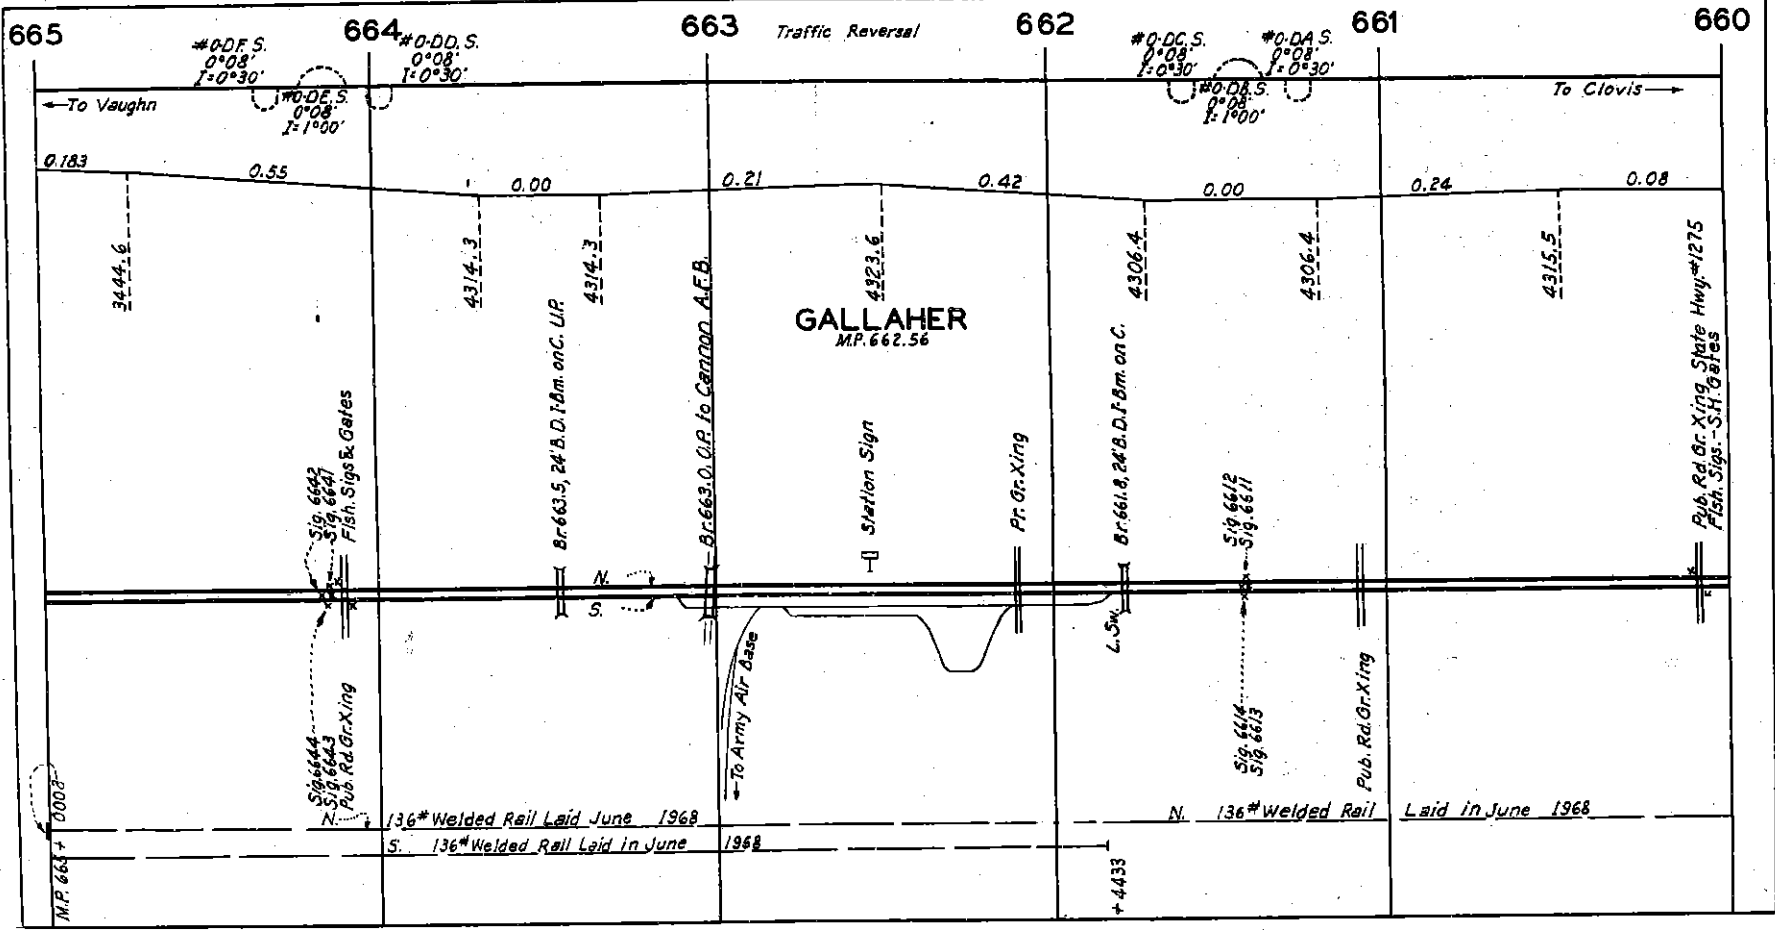 665
664
663
Traffic Reversal
662
661
660
#0-DF. S.
0°08'
I=0°30'
#0-DD. S.
0°08'
I=0°30'
#0-DE. S.
0°08'
I=1°00'
#0-DC. S.
0°08'
I=0°30'
#0-DA S.
0°08'
I=0°30'
#0-DB. S.
0°08'
I=1°00'
←To Vaughn
To Clovis→
0.183
0.55
0.00
0.21
0.42
0.00
0.24
0.08
3444.6
4314.3
4314.3
4323.6
4306.4
4306.4
4315.5
GALLAHER
M.P. 662.56
Sig. 6642
Sig. 6641
Flsh. Sigs & Gates
Br. 663.5, 24' B.D. I-Bm. on C. U.P.
Br. 663.0, O.P. to Cannon A.F.B.
Station Sign
Pr. Gr. Xing
Br. 661.8, 24' B.D. I-Bm. on C.
Sig. 6612
Sig. 6611
Pub. Rd. Gr. Xing State Hwy. #1275
Flsh. Sigs. - S.H. Gates
N.
S.
L. Sw.
←To Army Air Base
Sig. 6644
Sig. 6643
Pub. Rd. Gr. Xing
Sig. 6614
Sig. 6613
Pub. Rd. Gr. Xing
N. 136# Welded Rail Laid June 1968
N. 136# Welded Rail Laid in June 1968
S. 136# Welded Rail Laid in June 1968
M.P. 665 + 0008
+4433